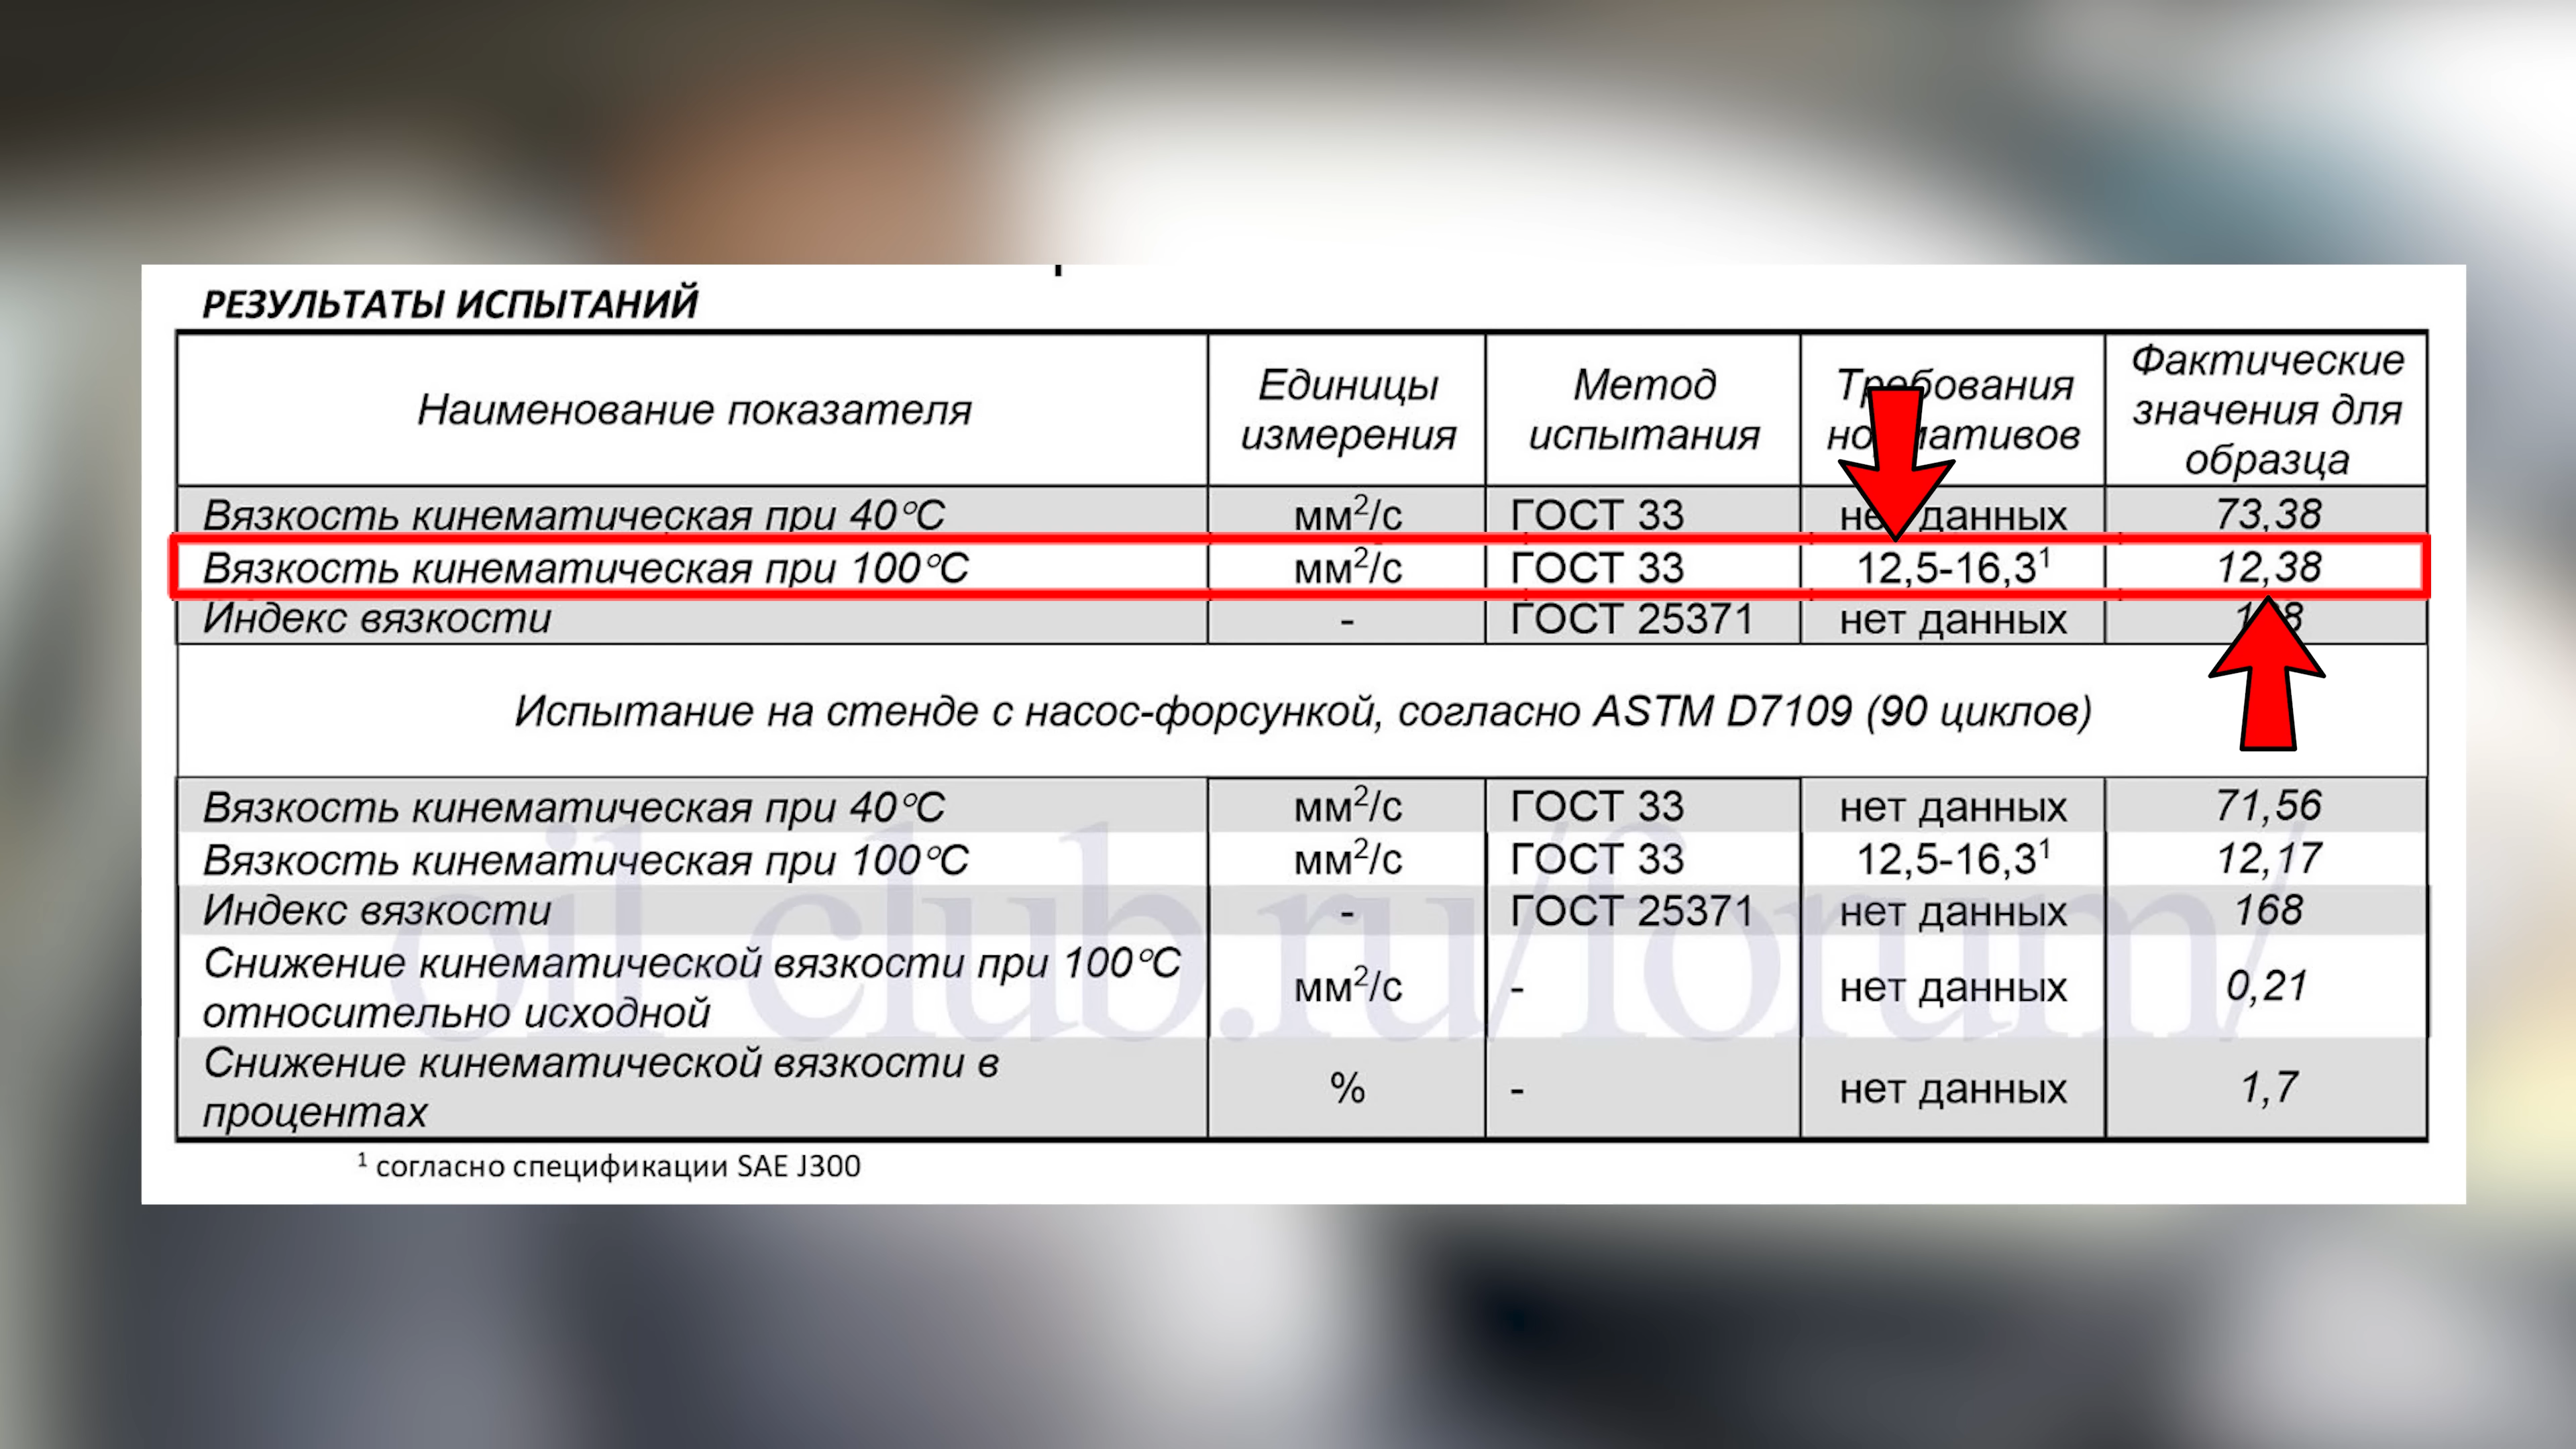 РЕЗУЛЬТАТЫ ИСПЫТАНИЙ
Наименование показателя
Единицы
измерения
Метод
испытания
Фактические
значения для
образца
Вязкость кинематическая при 40°С мм²/с ГОСТ 33 данных 73,38
Вязкость кинематическая при 100°С мм²/с ГОСТ 33 12,5-16,3¹ 12,38
Индекс вязкости - ГОСТ 25371 нет данных
Испытание на стенде с насос-форсункой, согласно ASTM D7109 (90 циклов)
Вязкость кинематическая при 40°С мм²/с ГОСТ 33 нет данных 71,56
Вязкость кинематическая при 100°С мм²/с ГОСТ 33 12,5-16,3¹ 12,17
Индекс вязкости - ГОСТ 25371 нет данных 168
Снижение кинематической вязкости при 100°С
относительно исходной
мм²/с - нет данных 0,21
Снижение кинематической вязкости в
процентах
% - нет данных 1,7
¹ согласно спецификации SAE J300
oil-club.ru/forum/